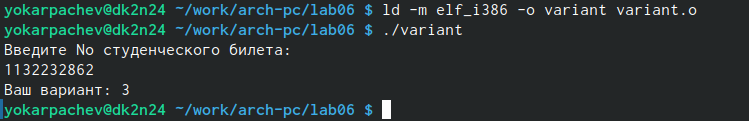 yokarpachev@dk2n24 ~/work/arch-pc/lab06 $ ld -m elf_i386 -o variant variant.o
yokarpachev@dk2n24 ~/work/arch-pc/lab06 $ ./variant
Введите No студенческого билета:
1132232862
Ваш вариант: 3
yokarpachev@dk2n24 ~/work/arch-pc/lab06 $